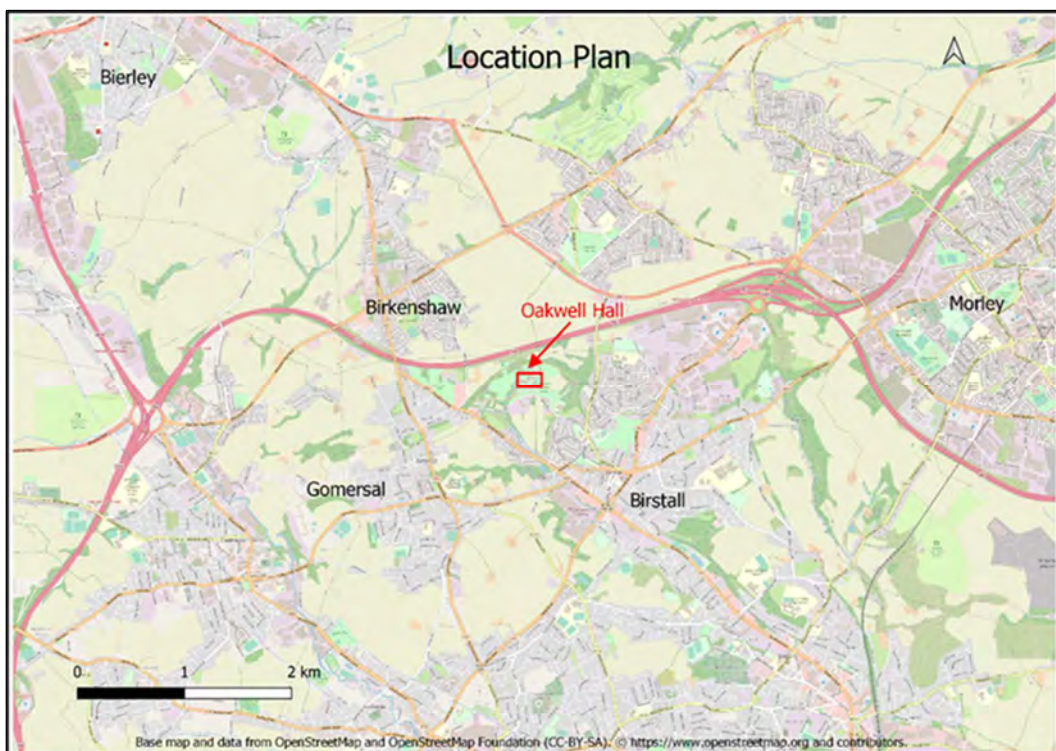 Location Plan
Bierley
Birkenshaw
Oakwell Hall
Morley
Gomersal
Birstall
0 1 2 km
Base map and data from OpenStreetMap and OpenStreetMap Foundation (CC-BY-SA). © https://www.openstreetmap.org and contributors.